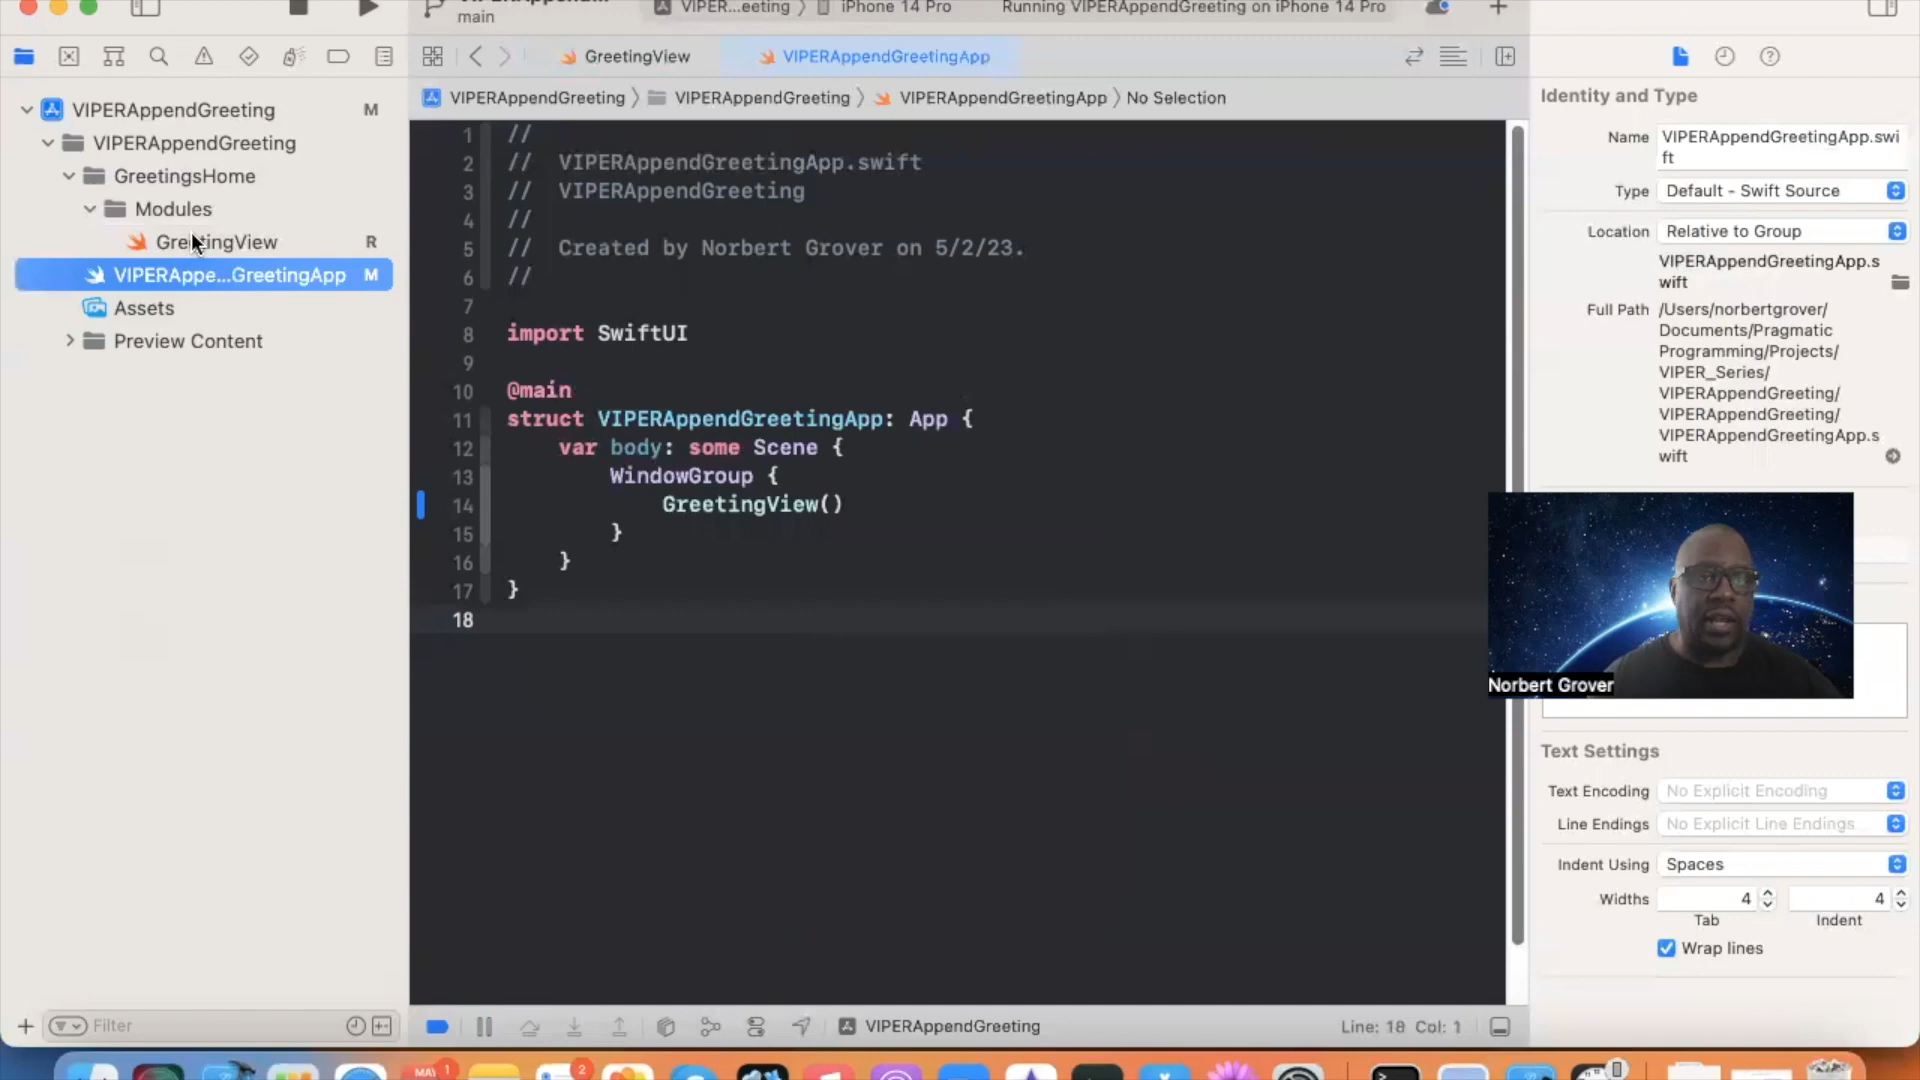 main
VIPER...eeting
iPhone 14 Pro
Running VIPERAppendGreeting on iPhone 14 Pro
GreetingView
VIPERAppendGreetingApp
VIPERAppendGreeting
VIPERAppendGreeting
VIPERAppendGreetingApp
No Selection
VIPERAppendGreeting M
VIPERAppendGreeting
GreetingsHome
Modules
GreetingView R
VIPERAppe...GreetingApp M
Assets
Preview Content
1 //
2 // VIPERAppendGreetingApp.swift
3 // VIPERAppendGreeting
4 //
5 // Created by Norbert Grover on 5/2/23.
6 //
7
8 import SwiftUI
9
10 @main
11 struct VIPERAppendGreetingApp: App {
12 var body: some Scene {
13 WindowGroup {
14 GreetingView()
15 }
16 }
17 }
18
Identity and Type
Name VIPERAppendGreetingApp.swi
ft
Type Default - Swift Source
Location Relative to Group
VIPERAppendGreetingApp.s
wift
Full Path /Users/norbertgrover/
Documents/Pragmatic
Programming/Projects/
VIPER_Series/
VIPERAppendGreeting/
VIPERAppendGreeting/
VIPERAppendGreetingApp.s
wift
Norbert Grover
Text Settings
Text Encoding No Explicit Encoding
Line Endings No Explicit Line Endings
Indent Using Spaces
Widths 4 4
Tab Indent
Wrap lines
Filter
VIPERAppendGreeting
Line: 18 Col: 1
MAY 1
2